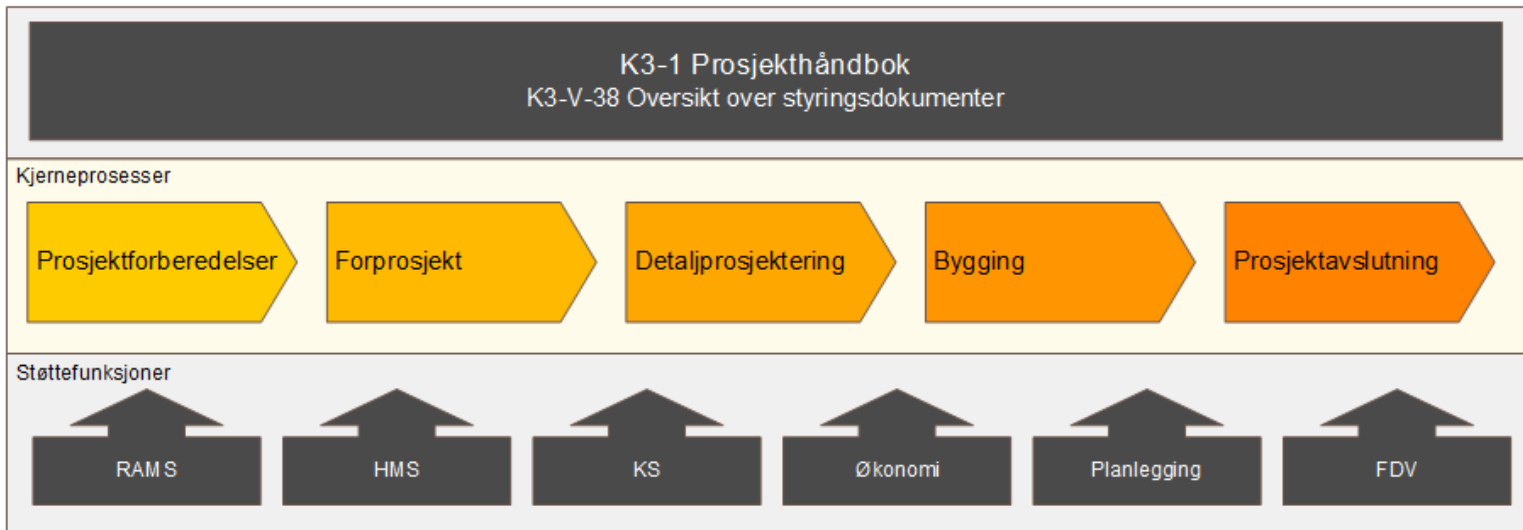 K3-1 Prosjekthåndbok
K3-V-38 Oversikt over styringsdokumenter
Kjerneprosesser
Prosjektforberedelser
Forprosjekt
Detaljprosjektering
Bygging
Prosjektavslutning
Støttefunksjoner
RAMS
HMS
KS
Økonomi
Planlegging
FDV